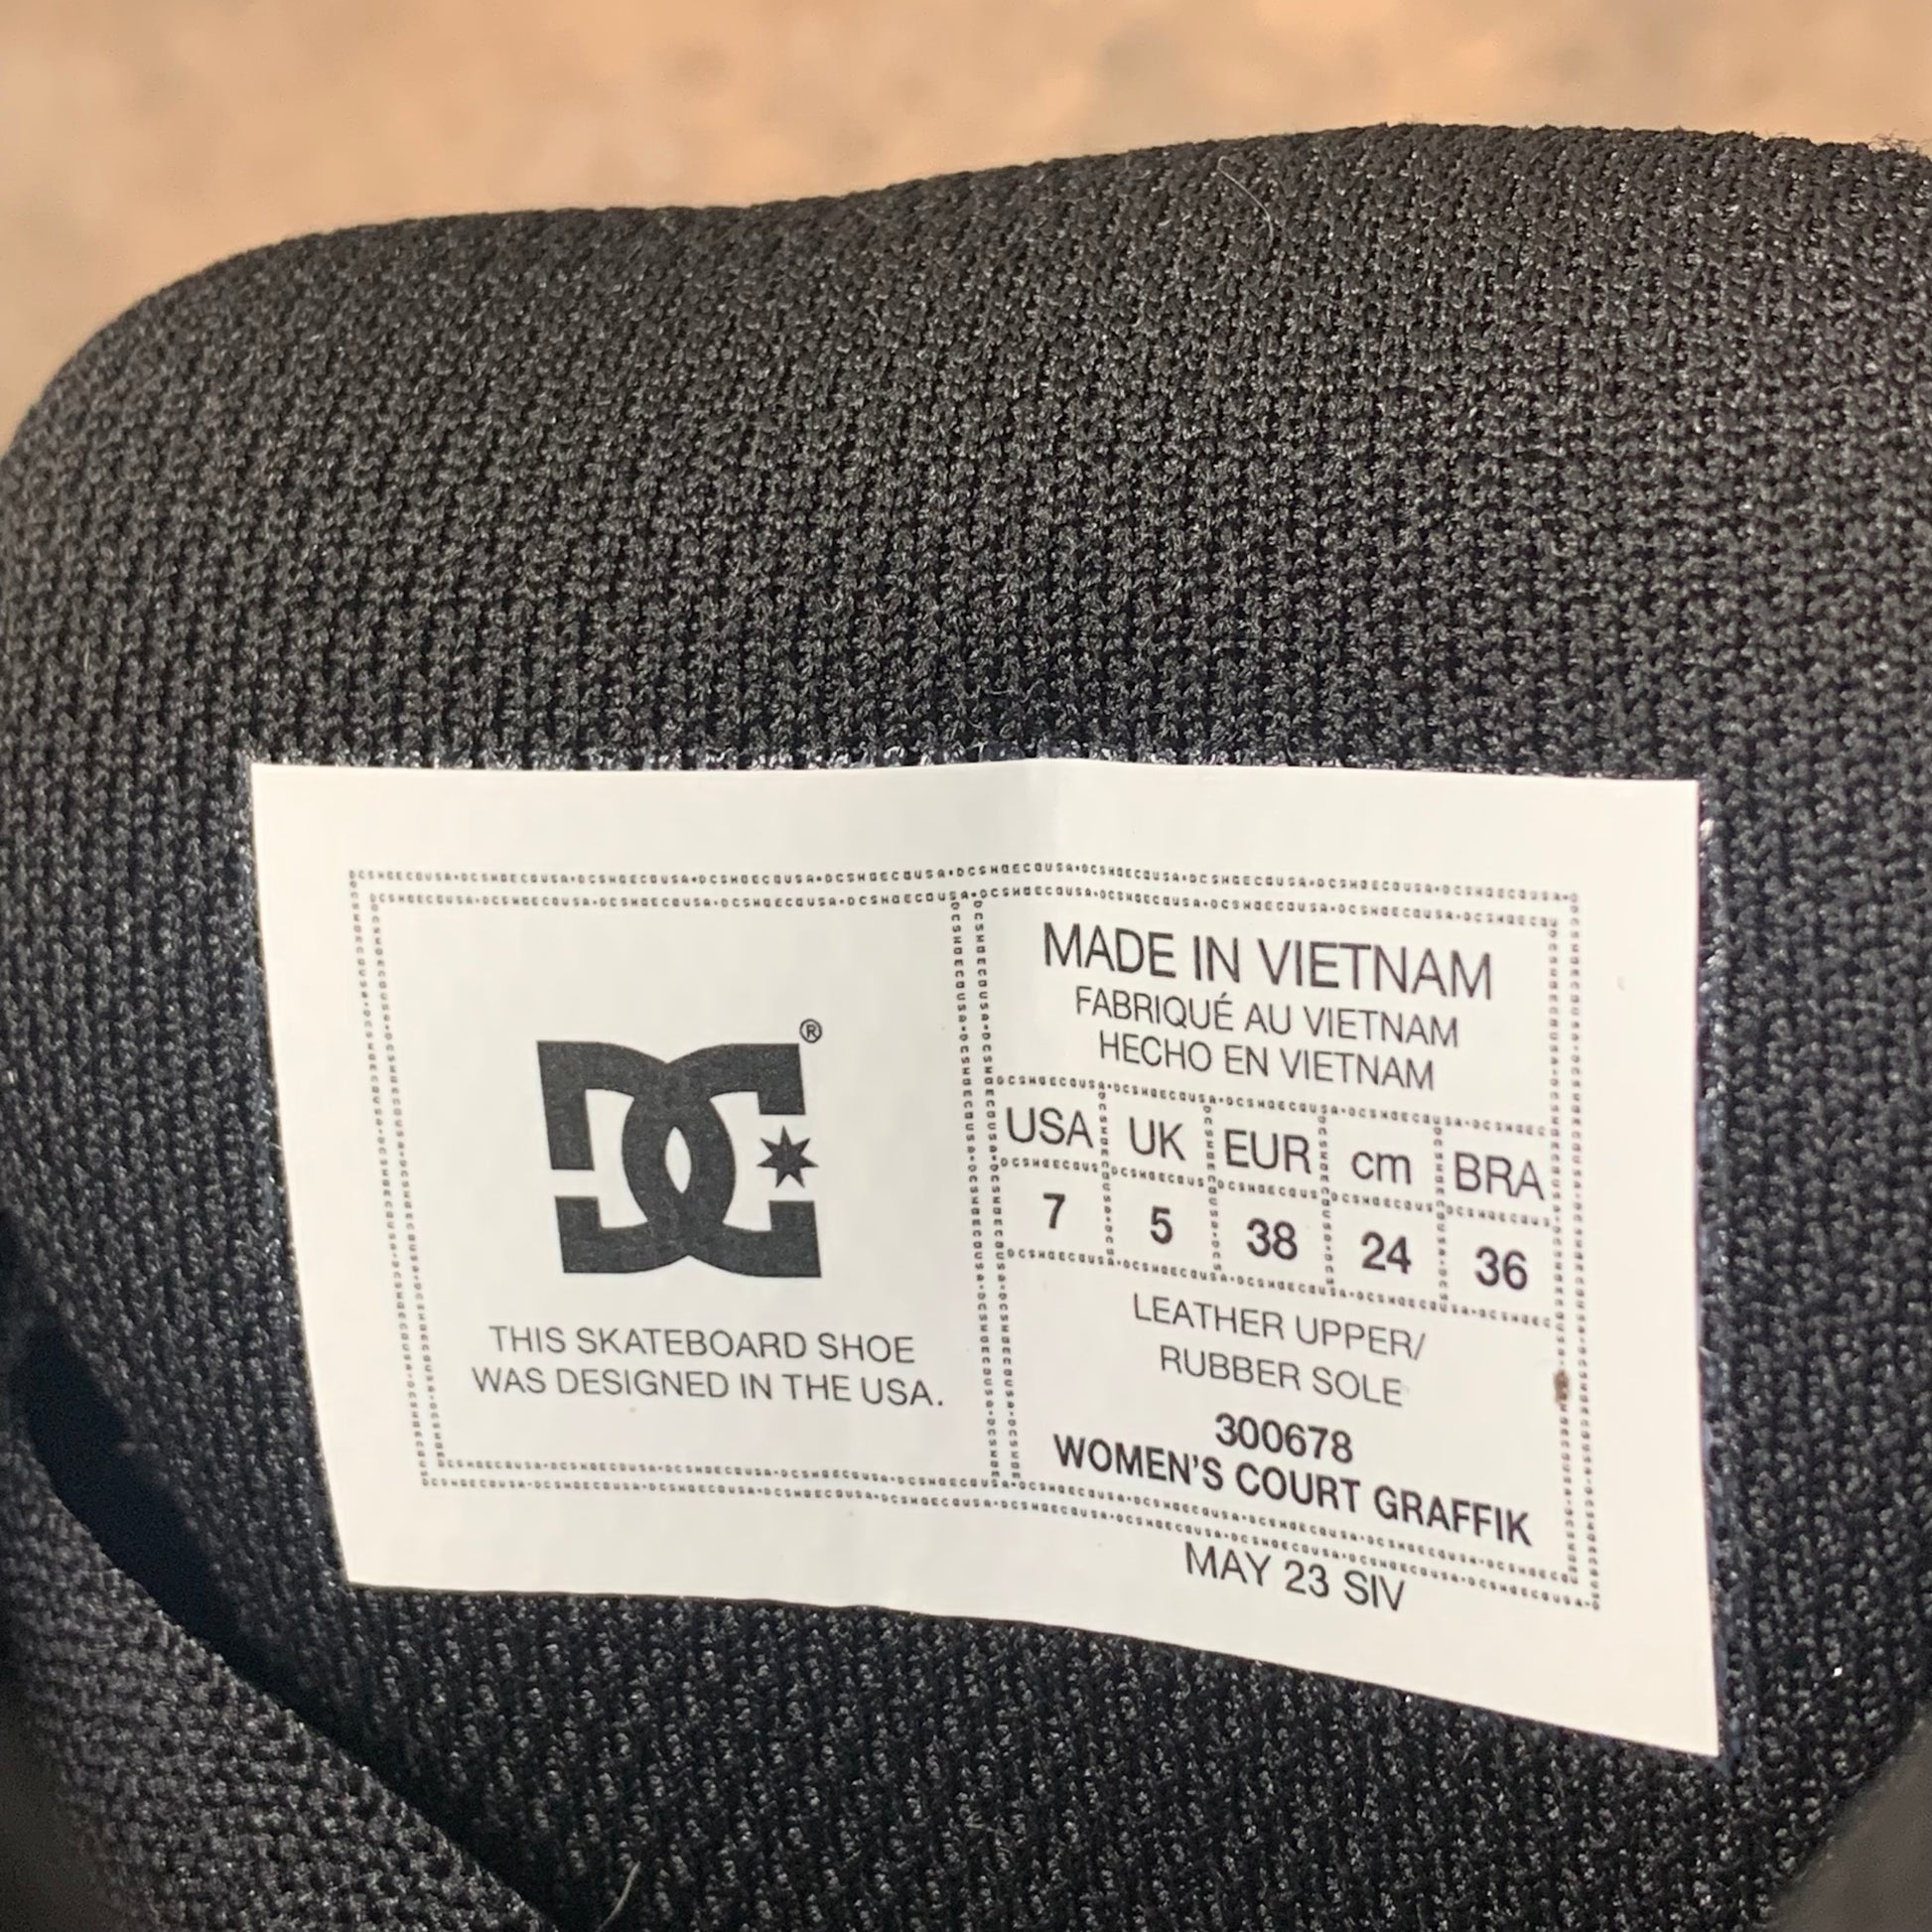 DC®
THIS SKATEBOARD SHOE
WAS DESIGNED IN THE USA.
MADE IN VIETNAM
FABRIQUÉ AU VIETNAM
HECHO EN VIETNAM
USA UK EUR cm BRA
7 5 38 24 36
LEATHER UPPER/
RUBBER SOLE
300678
WOMEN'S COURT GRAFFIK
MAY 23 SIV